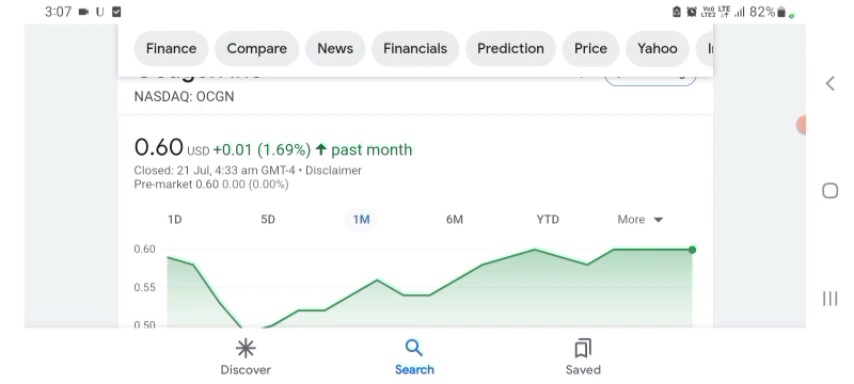 3:07 U LTE 82%
Finance Compare News Financials Prediction Price Yahoo
NASDAQ: OCGN
0.60 USD +0.01 (1.69%) ↑ past month
Closed: 21 Jul, 4:33 am GMT-4 • Disclaimer
Pre-market 0.60 0.00 (0.00%)
1D 5D 1M 6M YTD More
0.60
0.55
0.50
Discover Search Saved